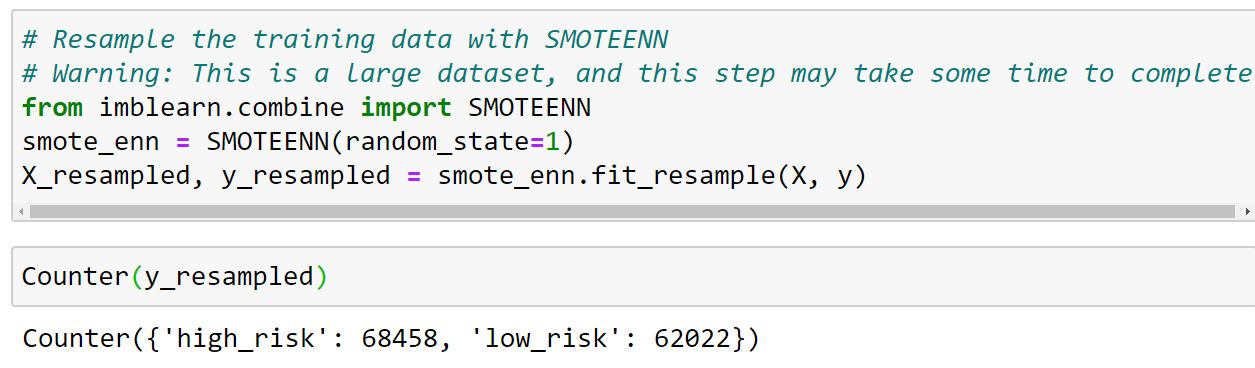 # Resample the training data with SMOTEENN
# Warning: This is a large dataset, and this step may take some time to complete
from imblearn.combine import SMOTEENN
smote_enn = SMOTEENN(random_state=1)
X_resampled, y_resampled = smote_enn.fit_resample(X, y)
Counter(y_resampled)
Counter({'high_risk': 68458, 'low_risk': 62022})